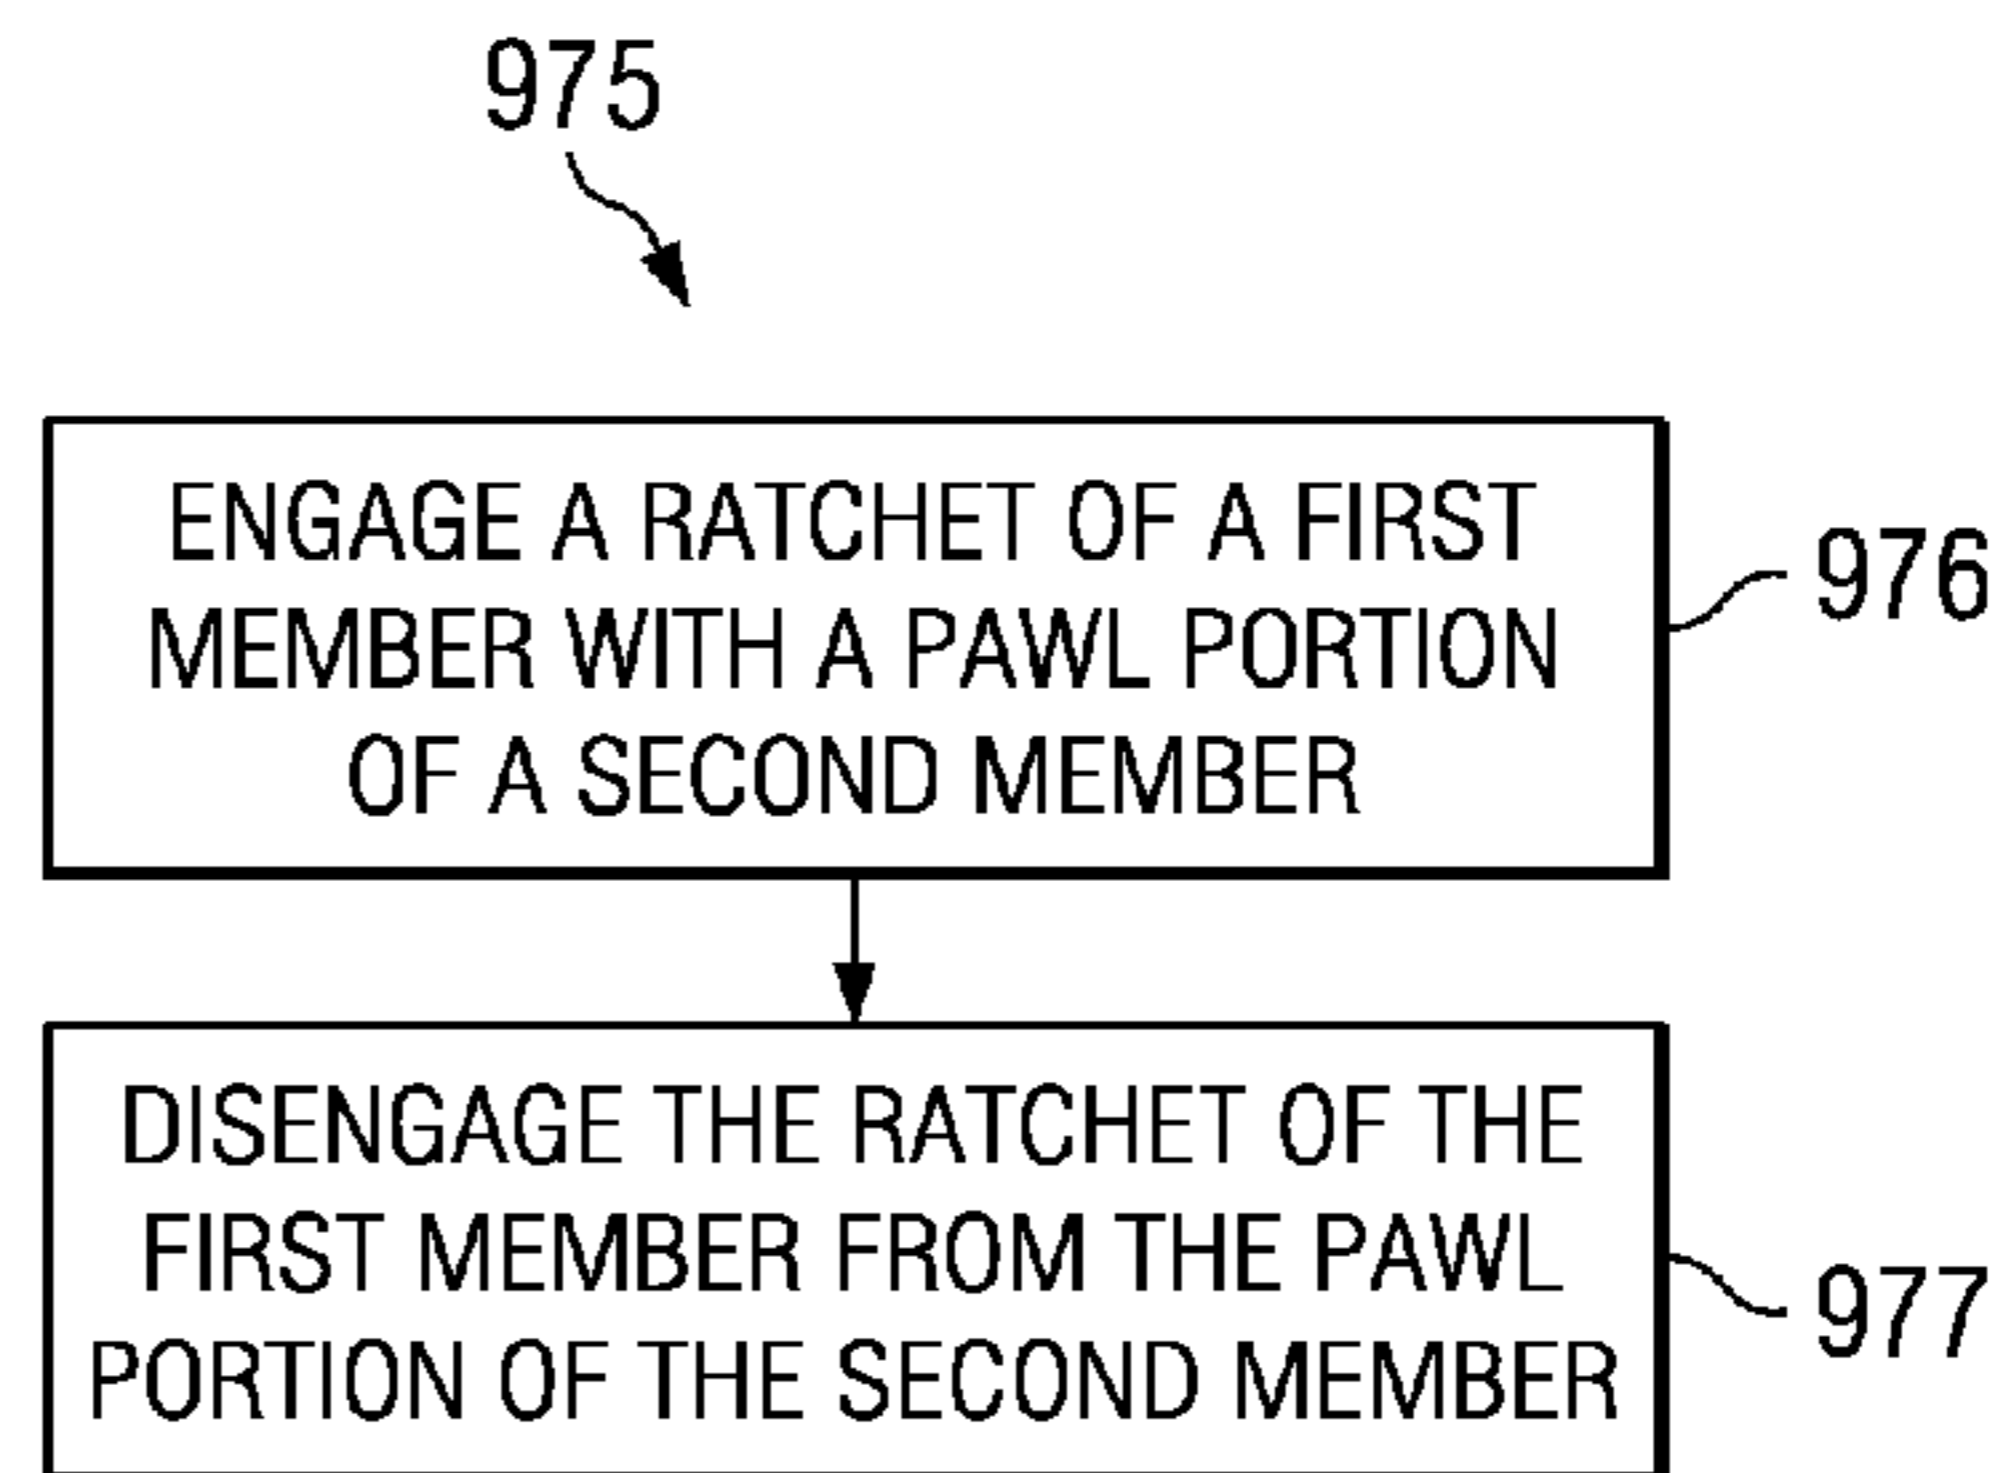 975
ENGAGE A RATCHET OF A FIRST
MEMBER WITH A PAWL PORTION
OF A SECOND MEMBER
976
DISENGAGE THE RATCHET OF THE
FIRST MEMBER FROM THE PAWL
PORTION OF THE SECOND MEMBER
977